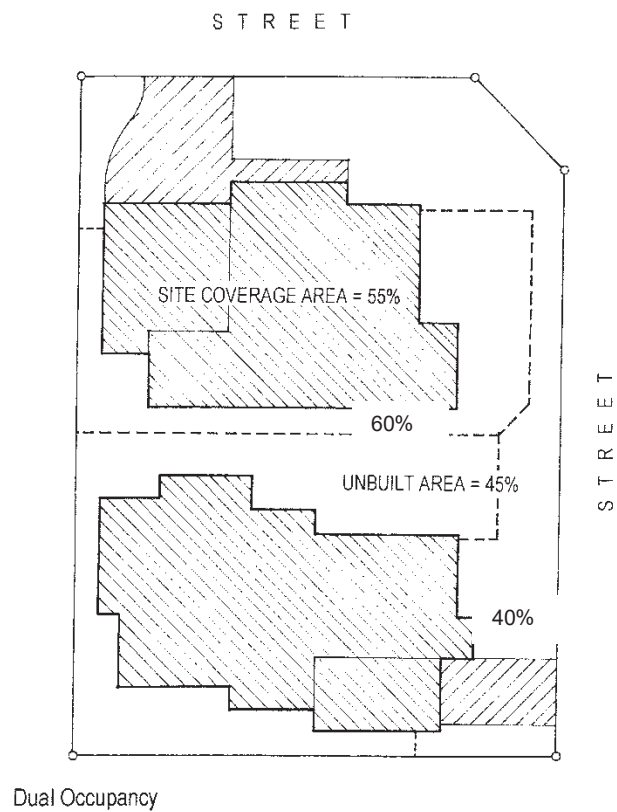 STREET
SITE COVERAGE AREA = 55%
60%
UNBUILT AREA = 45%
STREET
40%
Dual Occupancy